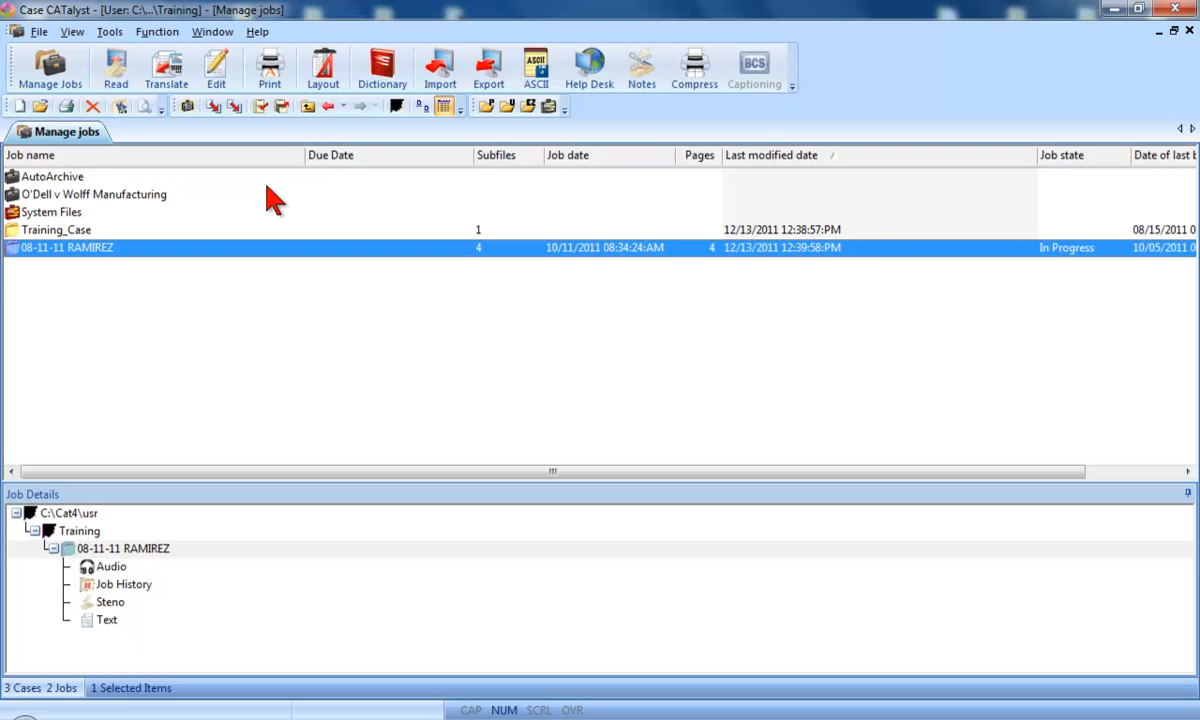 Case CATalyst - [User: C:\...\Training] - [Manage jobs]
File View Tools Function Window Help
Manage Jobs Read Translate Edit Print Layout Dictionary Import Export ASCII Help Desk Notes Compress Captioning
ASCII
BCS
Manage jobs
Job name Due Date Subfiles Job date Pages Last modified date Job state Date of last
AutoArchive
O'Dell v Wolff Manufacturing
System Files
Training_Case 1 12/13/2011 12:38:57:PM 08/15/2011 0
08-11-11 RAMIREZ 4 10/11/2011 08:34:24:AM 4 12/13/2011 12:39:58:PM In Progress 10/05/2011 0
Job Details
C:\Cat4\usr
Training
08-11-11 RAMIREZ
Audio
Job History
Steno
Text
3 Cases 2 Jobs 1 Selected Items
CAP NUM SCRL OVR